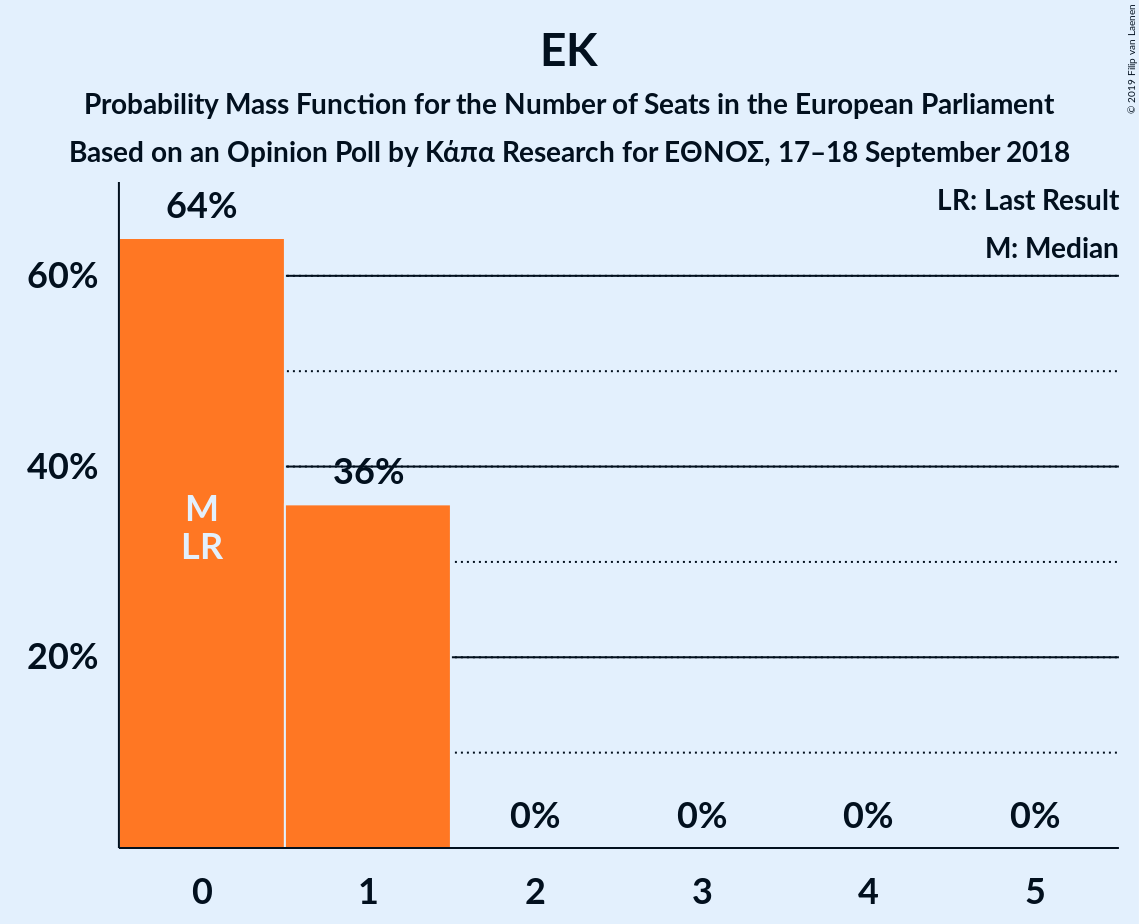 EK
Probability Mass Function for the Number of Seats in the European Parliament
Based on an Opinion Poll by Κάπα Research for ΕΘΝΟΣ, 17–18 September 2018
© 2019 Filip van Laenen
LR: Last Result
M: Median
64%
60%
36%
40%
M
LR
20%
0% 0% 0% 0%
0 1 2 3 4 5